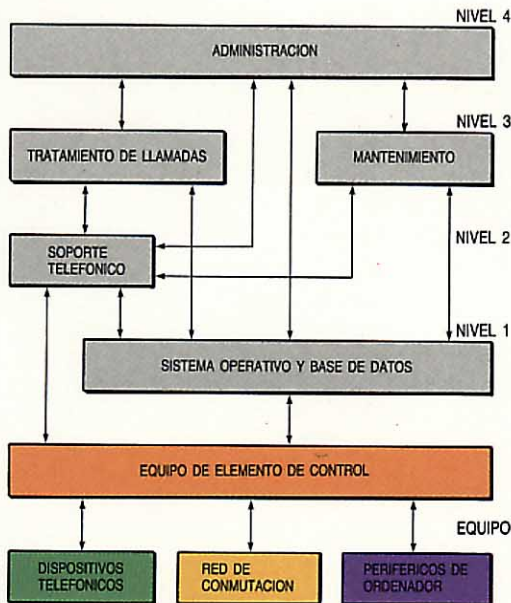 NIVEL 4
ADMINISTRACION
NIVEL 3
TRATAMIENTO DE LLAMADAS
MANTENIMIENTO
NIVEL 2
SOPORTE
TELEFONICO
NIVEL 1
SISTEMA OPERATIVO Y BASE DE DATOS
EQUIPO DE ELEMENTO DE CONTROL
EQUIPO
DISPOSITIVOS
TELEFONICOS
RED DE
CONMUTACION
PERIFERICOS DE
ORDENADOR